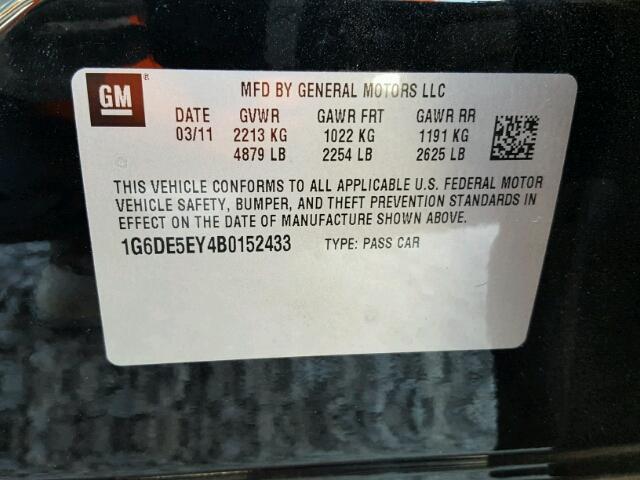 GM ®
MFD BY GENERAL MOTORS LLC
DATE GVWR GAWR FRT GAWR RR
03/11 2213 KG 1022 KG 1191 KG
4879 LB 2254 LB 2625 LB
THIS VEHICLE CONFORMS TO ALL APPLICABLE U.S. FEDERAL MOTOR
VEHICLE SAFETY, BUMPER, AND THEFT PREVENTION STANDARDS IN
EFFECT ON THE DATE OF MANUFACTURE SHOWN ABOVE.
1G6DE5EY4B0152433 TYPE: PASS CAR